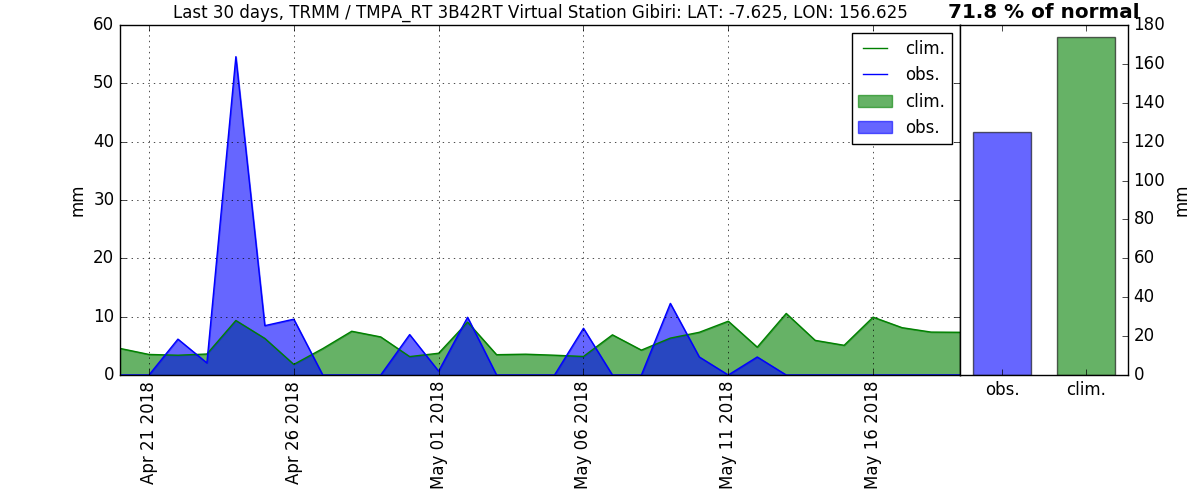 Last 30 days, TRMM / TMPA_RT 3B42RT Virtual Station Gibiri: LAT: -7.625, LON: 156.625
71.8 % of normal
60
50
40
30
20
10
0
mm
clim.
obs.
clim.
obs.
Apr 21 2018
Apr 26 2018
May 01 2018
May 06 2018
May 11 2018
May 16 2018
180
160
140
120
100
80
60
40
20
0
mm
obs.
clim.